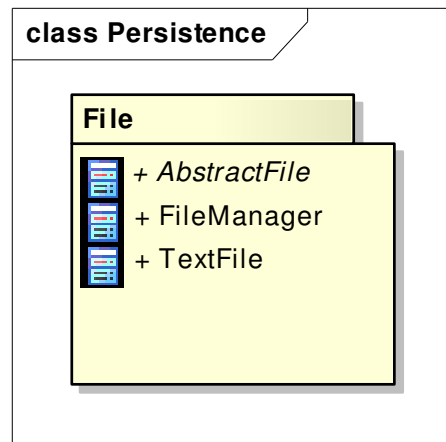 class Persistence
File
+ AbstractFile
+ FileManager
+ TextFile